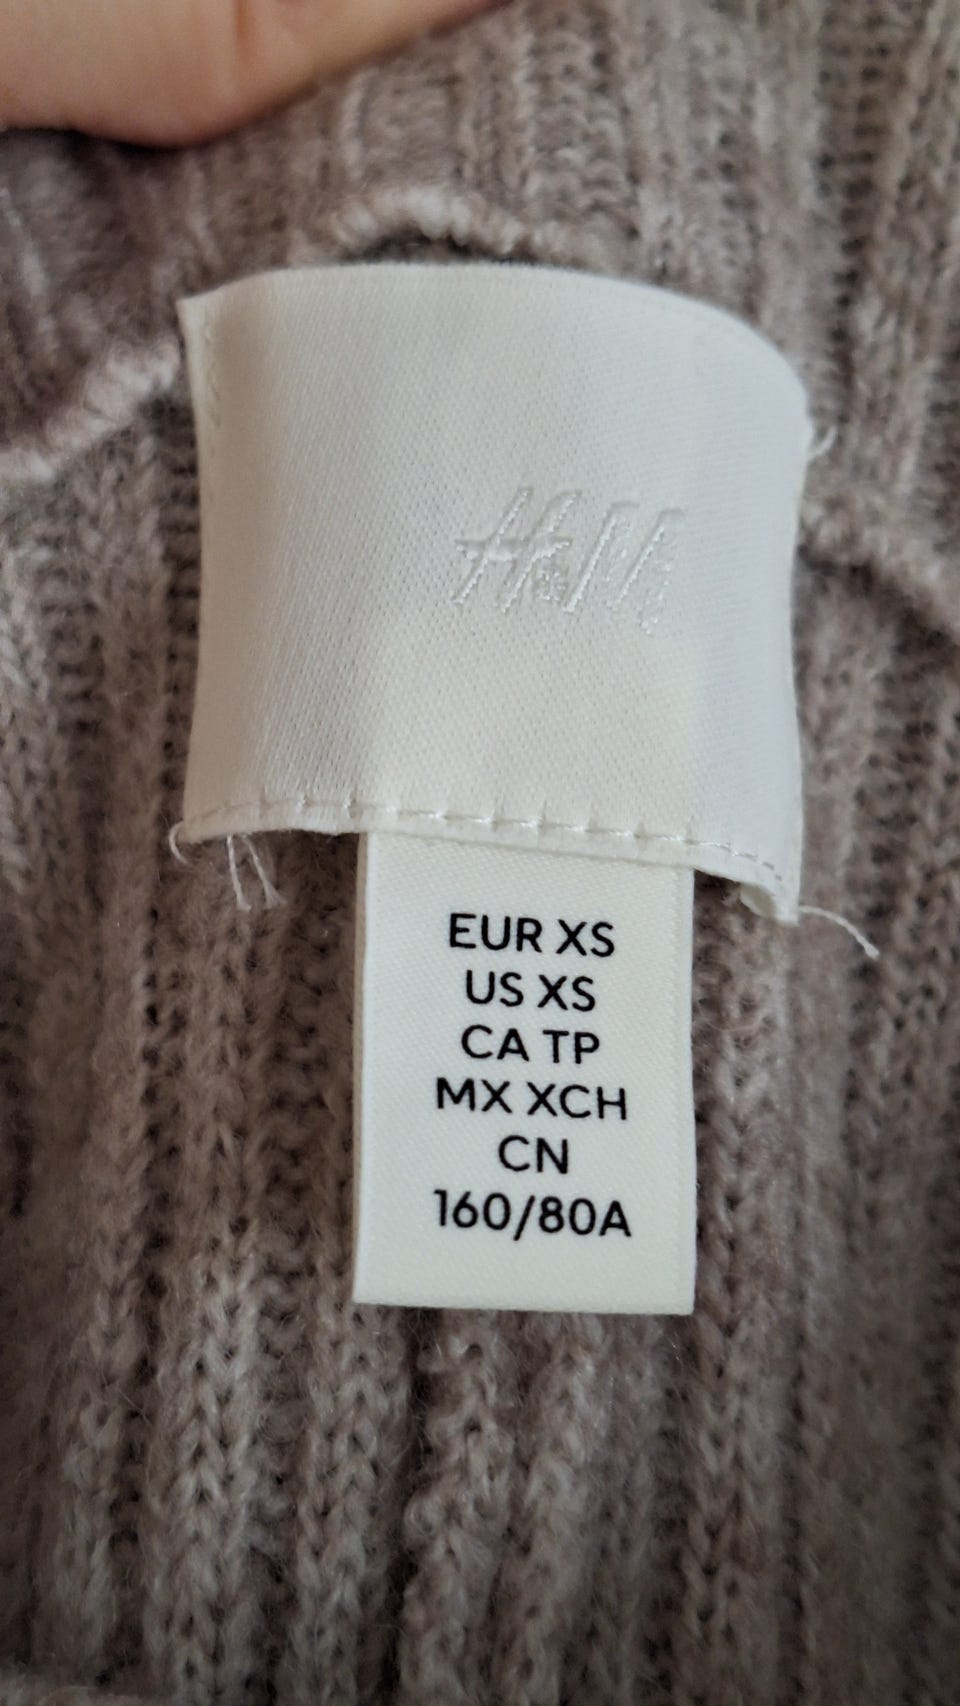 H&M
EUR XS
US XS
CA TP
MX XCH
CN
160/80A